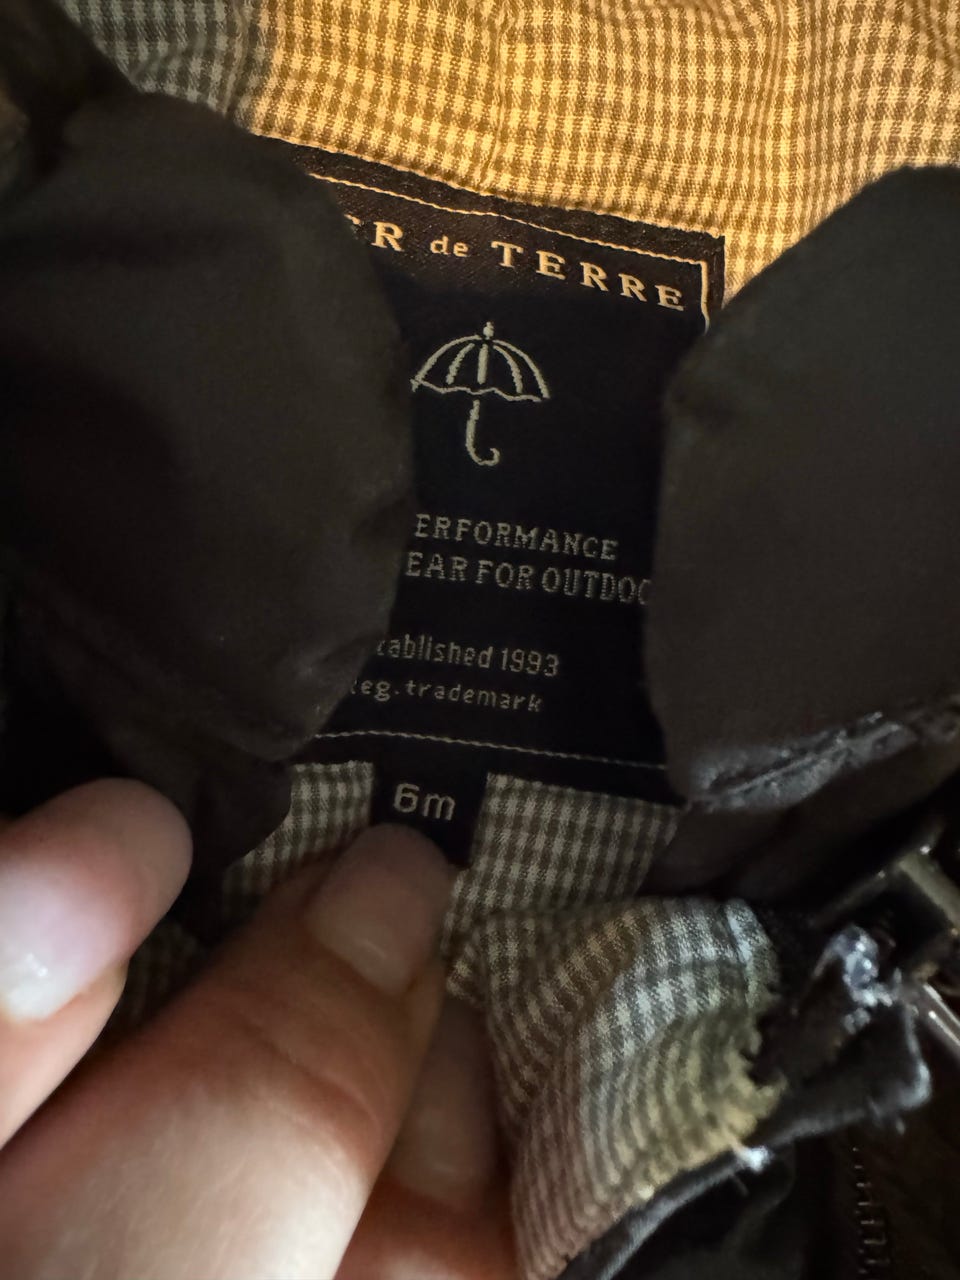 ER de TERRE
ERFORMANCE
EAR FOR OUTDOO
tablished 1993
eg. trademark
6m